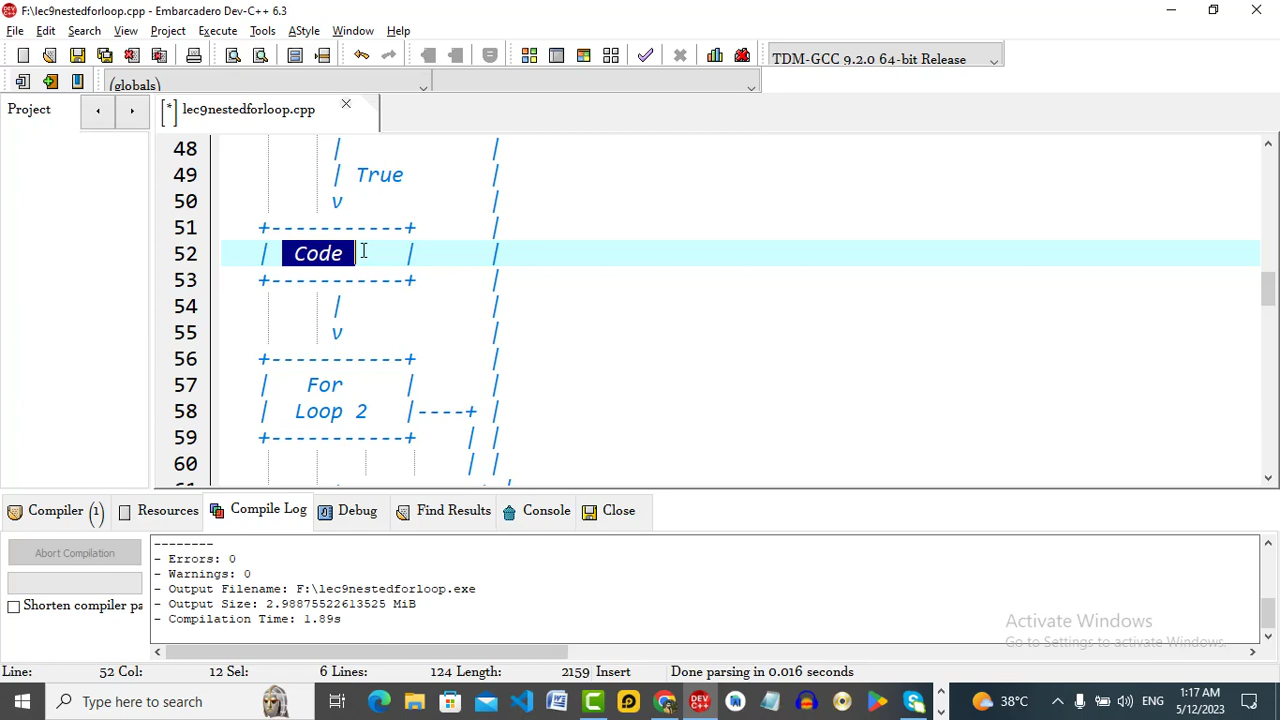 F:\lec9nestedforloop.cpp - Embarcadero Dev-C++ 6.3
File Edit Search View Project Execute Tools AStyle Window Help
TDM-GCC 9.2.0 64-bit Release
(globals)
Project
[*] lec9nestedforloop.cpp
48 | |
49 | True |
50 v |
51 +-----------+ |
52 | Code | |
53 +-----------+ |
54 | |
55 v |
56 +-----------+ |
57 | For | |
58 | Loop 2 |----+ |
59 +-----------+ | |
60 | |
Compiler (1) Resources Compile Log Debug Find Results Console Close
Abort Compilation
Shorten compiler pa
--------
- Errors: 0
- Warnings: 0
- Output Filename: F:\lec9nestedforloop.exe
- Output Size: 2.98875522613525 MiB
- Compilation Time: 1.89s
Activate Windows
Go to Settings to activate Windows.
Line: 52 Col: 12 Sel: 6 Lines: 124 Length: 2159 Insert Done parsing in 0.016 seconds
Type here to search
38°C
ENG
1:17 AM
5/12/2023